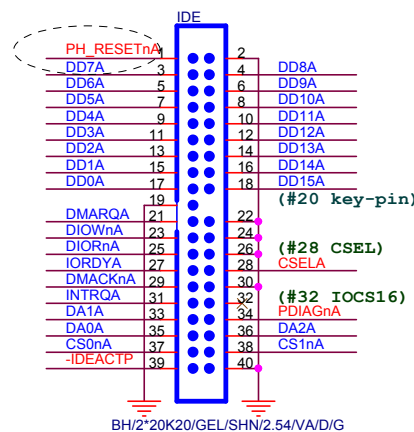 IDE
PH_RESETnA 1 2
DD7A 3 4 DD8A
DD6A 5 6 DD9A
DD5A 7 8 DD10A
DD4A 9 10 DD11A
DD3A 11 12 DD12A
DD2A 13 14 DD13A
DD1A 15 16 DD14A
DD0A 17 18 DD15A
19 (#20 key-pin)
DMARQA 21 22
DIOWnA 23 24
DIORnA 25 26 (#28 CSEL)
IORDYA 27 28 CSELA
DMACKnA 29 30
INTRQA 31 32 (#32 IOCS16)
DA1A 33 34 PDIAGnA
DA0A 35 36 DA2A
CS0nA 37 38 CS1nA
-IDEACTP 39 40
BH/2*20K20/GEL/SHN/2.54/VA/D/G